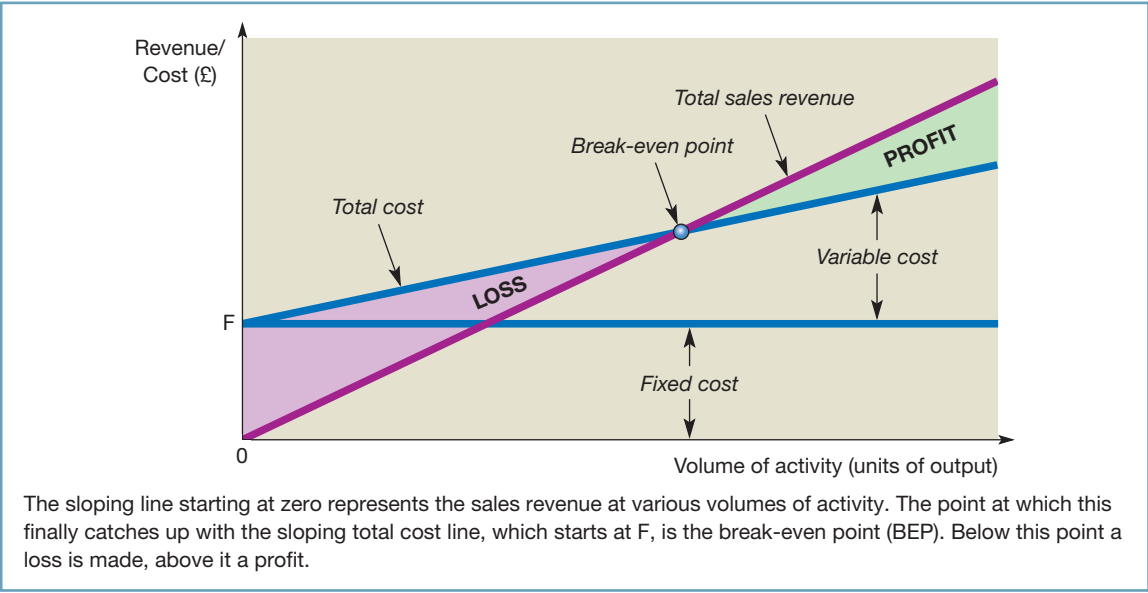 Revenue/
Cost (£)
Total sales revenue
Break-even point
PROFIT
Total cost
Variable cost
LOSS
F
Fixed cost
0
Volume of activity (units of output)
The sloping line starting at zero represents the sales revenue at various volumes of activity. The point at which this
finally catches up with the sloping total cost line, which starts at F, is the break-even point (BEP). Below this point a
loss is made, above it a profit.